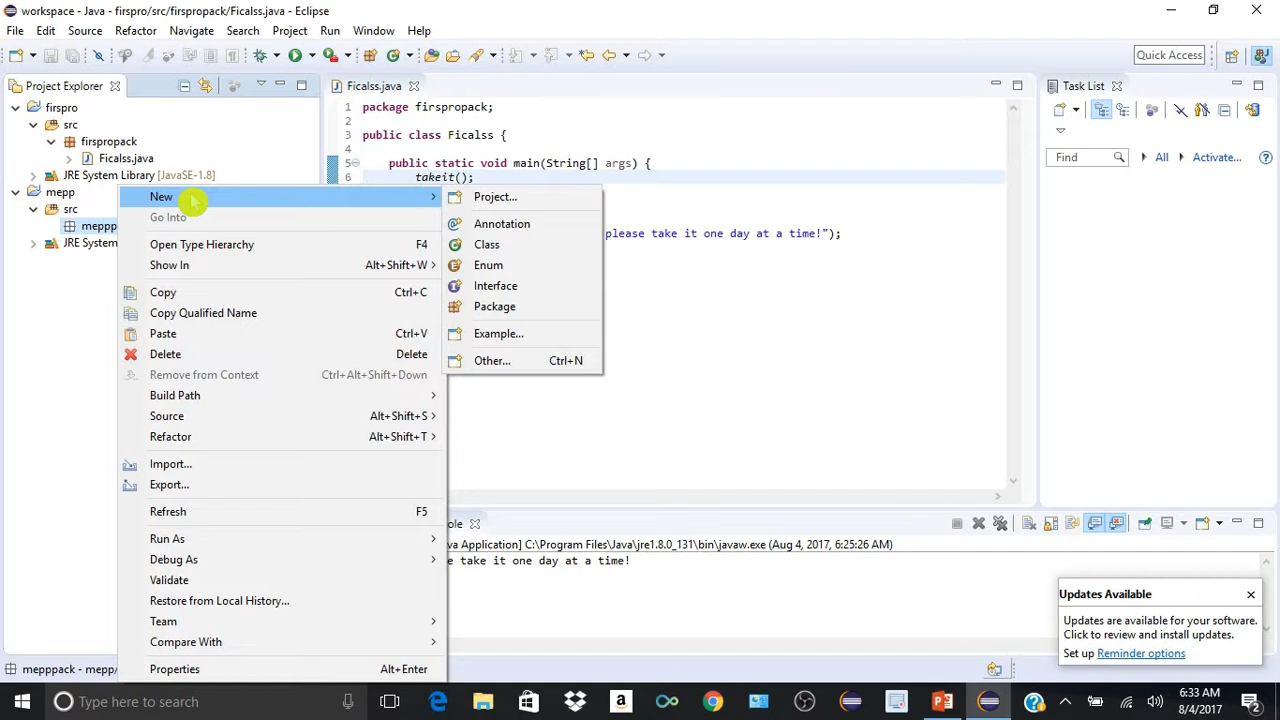 workspace - Java - firspro/src/firspropack/Ficalss.java - Eclipse
File Edit Source Refactor Navigate Search Project Run Window Help
Quick Access
Project Explorer
Ficalss.java
Task List
firspro
src
firspropack
Ficalss.java
JRE System Library [JavaSE-1.8]
mepp
src
meppp
JRE System
1 package firspropack;
2
3 public class Ficalss {
4
5 public static void main(String[] args) {
6 takeit();
please take it one day at a time!");
Find All Activate...
New
Go Into
Open Type Hierarchy F4
Show In Alt+Shift+W
Copy Ctrl+C
Copy Qualified Name
Paste Ctrl+V
Delete Delete
Remove from Context Ctrl+Alt+Shift+Down
Build Path
Source Alt+Shift+S
Refactor Alt+Shift+T
Import...
Export...
Refresh F5
Run As
Debug As
Validate
Restore from Local History...
Team
Compare With
Properties Alt+Enter
Project...
Annotation
Class
Enum
Interface
Package
Example...
Other... Ctrl+N
ole
va Application] C:\Program Files\Java\jre1.8.0_131\bin\javaw.exe (Aug 4, 2017, 6:25:26 AM)
e take it one day at a time!
Updates Available
Updates are available for your software.
Click to review and install updates.
Set up Reminder options
mepppack - mepp/
Type here to search
6:33 AM
8/4/2017
2